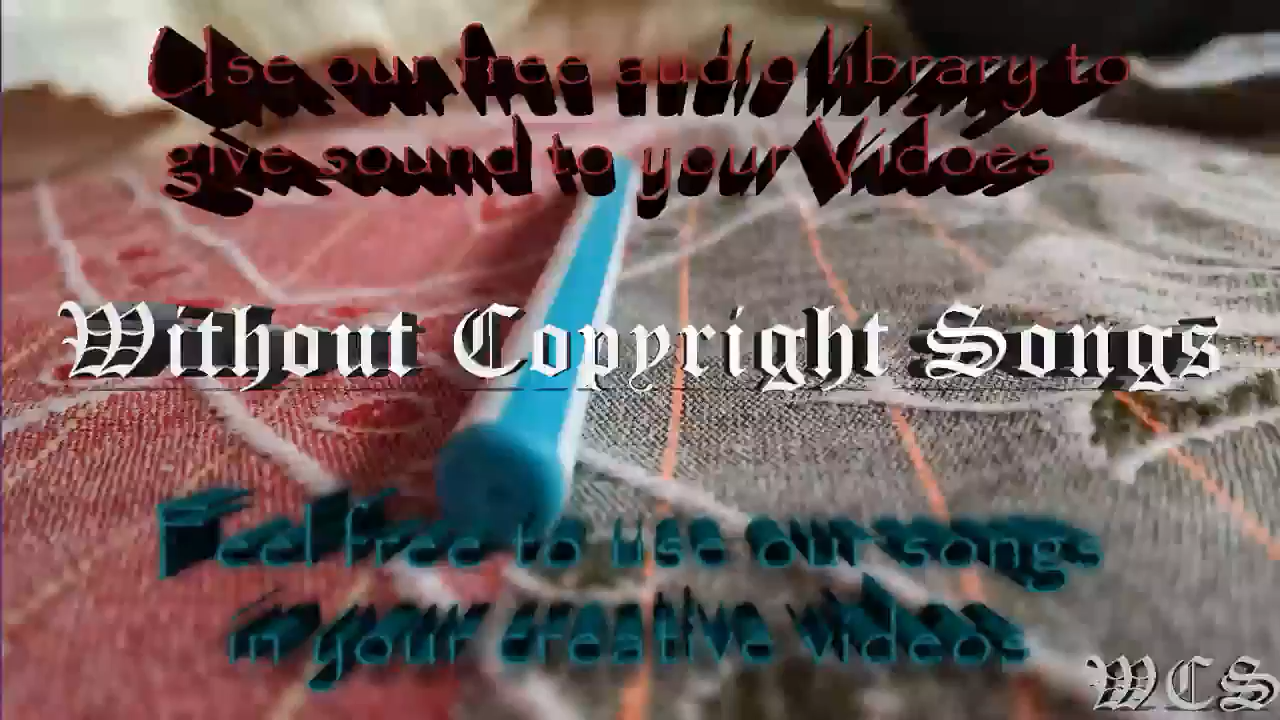 Use our free audio library to
give sound to your Vidoes
Without Copyright Songs
Feel free to use our songs
in your creative videos
WCS